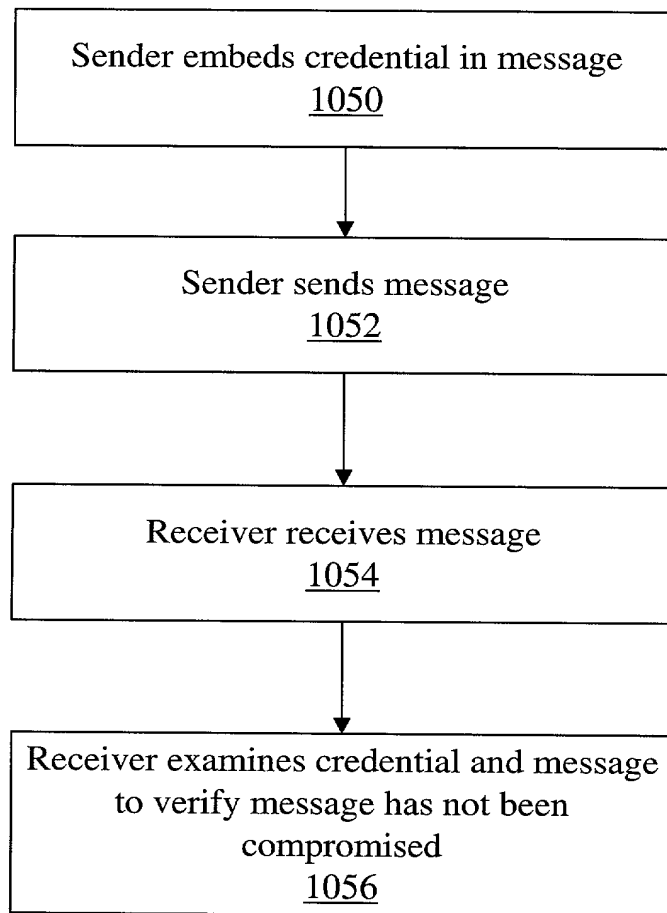 Sender embeds credential in message
1050
Sender sends message
1052
Receiver receives message
1054
Receiver examines credential and message
to verify message has not been
compromised
1056